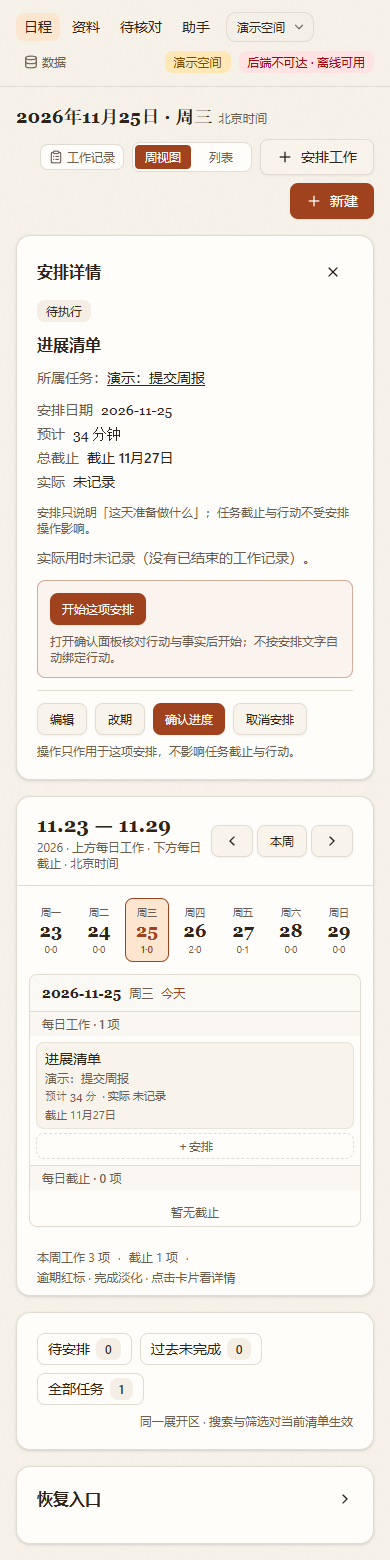 日程 资料 待核对 助手 演示空间
数据 演示空间 后端不可达 · 离线可用
2026年11月25日 · 周三 北京时间
工作记录 周视图 列表 + 安排工作
+ 新建
安排详情
待执行
进展清单
所属任务： 演示：提交周报
安排日期 2026-11-25
预计 34 分钟
总截止 截止 11月27日
实际 未记录
安排只说明「这天准备做什么」；任务截止与行动不受安排
操作影响。
实际用时未记录（没有已结束的工作记录）。
开始这项安排
打开确认面板核对行动与事实后开始；不按安排文字自
动绑定行动。
编辑 改期 确认进度 取消安排
操作只作用于这项安排，不影响任务截止与行动。
11.23 — 11.29
2026 · 上方每日工作 · 下方每日
截止 · 北京时间
本周
周一 周二 周三 周四 周五 周六 周日
23 24 25 26 27 28 29
0·0 0·0 1·0 2·0 0·1 0·0 0·0
2026-11-25 周三 今天
每日工作 · 1 项
进展清单
演示：提交周报
预计 34 分 · 实际 未记录
截止 11月27日
+ 安排
每日截止 · 0 项
暂无截止
本周工作 3 项 · 截止 1 项 ·
逾期红标 · 完成淡化 · 点击卡片看详情
待安排 0 过去未完成 0
全部任务 1
同一展开区 · 搜索与筛选对当前清单生效
恢复入口